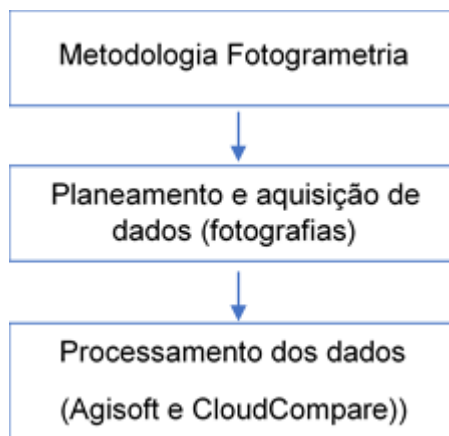 Metodologia Fotogrametria
Planeamento e aquisição de
dados (fotografias)
Processamento dos dados
(Agisoft e CloudCompare))